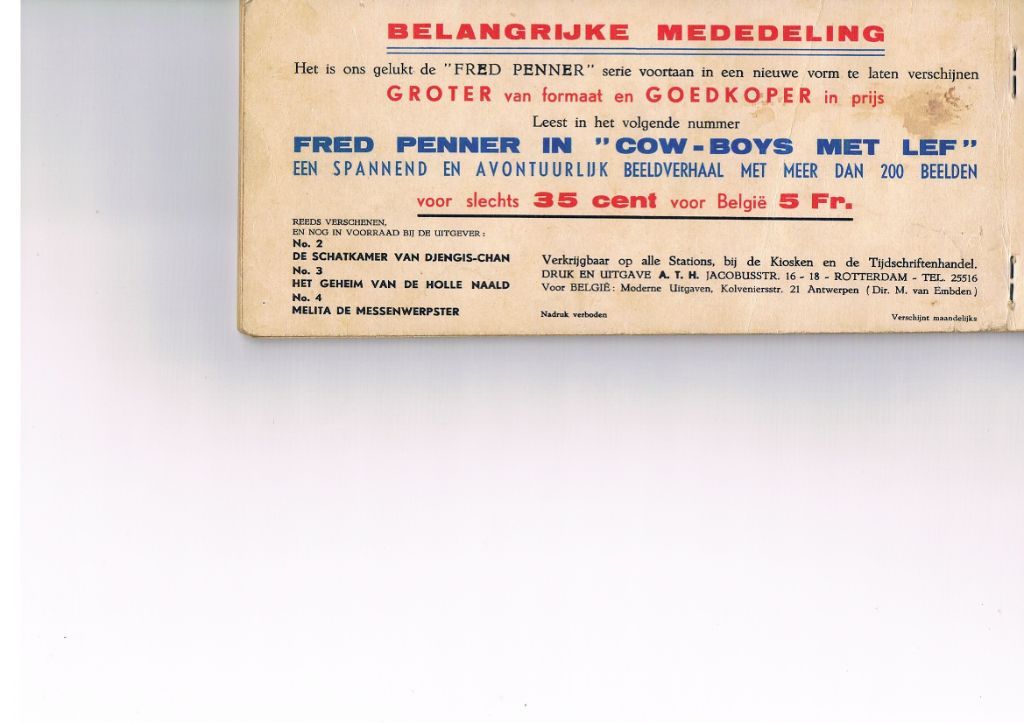 BELANGRIJKE MEDEDELING
Het is ons gelukt de "FRED PENNER" serie voortaan in een nieuwe vorm te laten verschijnen
GROTER van formaat en GOEDKOPER in prijs
Leest in het volgende nummer
FRED PENNER IN "COW-BOYS MET LEF"
EEN SPANNEND EN AVONTUURLIJK BEELDVERHAAL MET MEER DAN 200 BEELDEN
voor slechts 35 cent voor België 5 Fr.
REEDS VERSCHENEN,
EN NOG IN VOORRAAD BIJ DE UITGEVER:
No. 2
DE SCHATKAMER VAN DJENGIS-CHAN
No. 3
HET GEHEIM VAN DE HOLLE NAALD
No. 4
MELITA DE MESSENWERPSTER
Verkrijgbaar op alle Stations, bij de Kiosken en de Tijdschriftenhandel.
DRUK EN UITGAVE A. T. H. JACOBUSSTR. 16 - 18 - ROTTERDAM - TEL. 25516
Voor BELGIË: Moderne Uitgaven, Kolveniersstr. 21 Antwerpen (Dir. M. van Embden)
Nadruk verboden
Verschijnt maandelijks